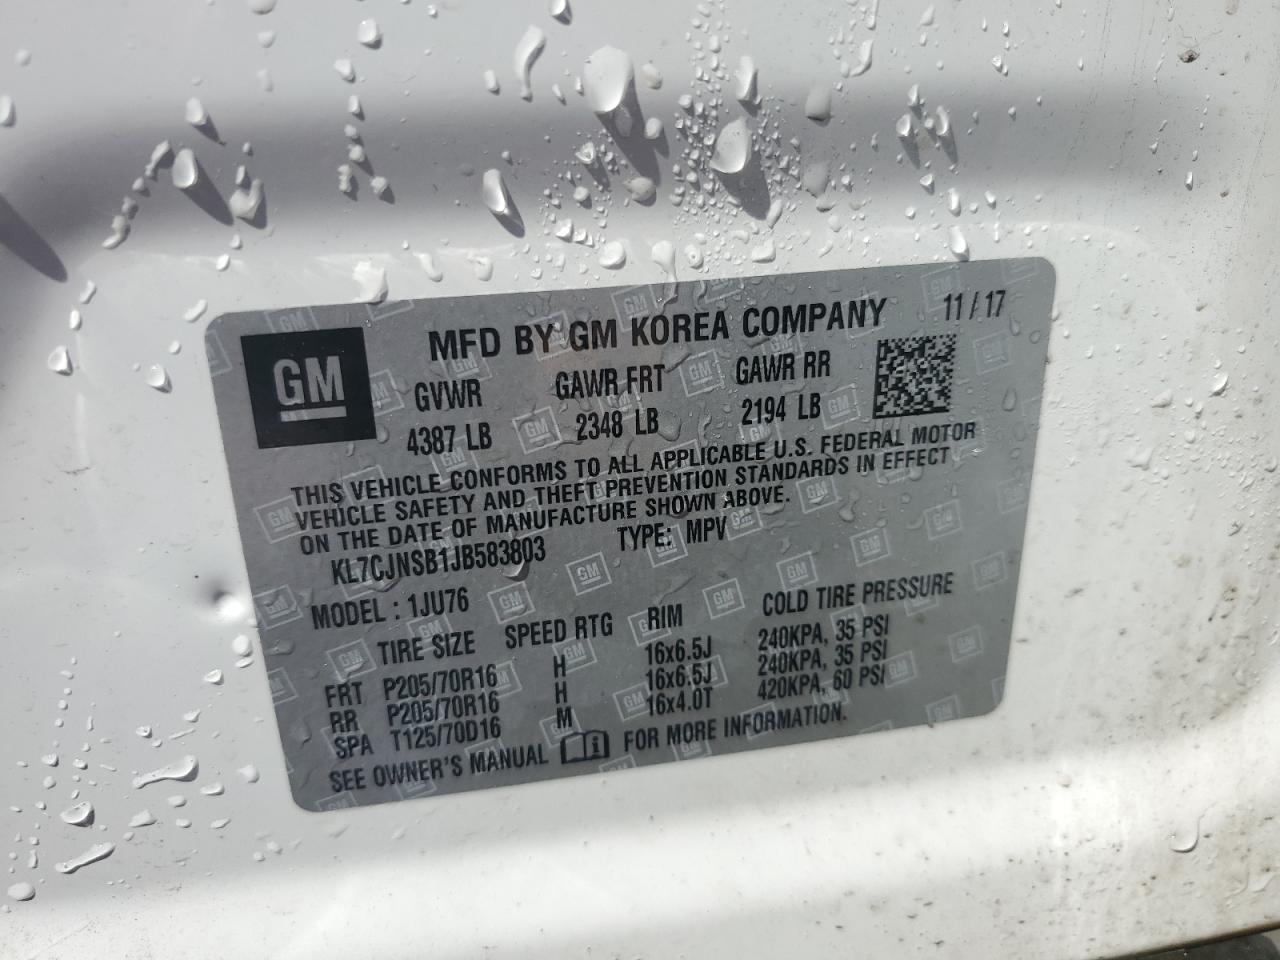 GM
MFD BY GM KOREA COMPANY 11/17
GVWR GAWR FRT GAWR RR
4387 LB 2348 LB 2194 LB
THIS VEHICLE CONFORMS TO ALL APPLICABLE U.S. FEDERAL MOTOR
VEHICLE SAFETY AND THEFT PREVENTION STANDARDS IN EFFECT
ON THE DATE OF MANUFACTURE SHOWN ABOVE.
KL7CJNSB1JB583803 TYPE: MPV
MODEL : 1JU76
TIRE SIZE SPEED RTG RIM COLD TIRE PRESSURE
FRT P205/70R16 H 16x6.5J 240KPA, 35 PSI
RR P205/70R16 H 16x6.5J 240KPA, 35 PSI
SPA T125/70D16 M 16x4.0T 420KPA, 60 PSI
SEE OWNER'S MANUAL i FOR MORE INFORMATION.